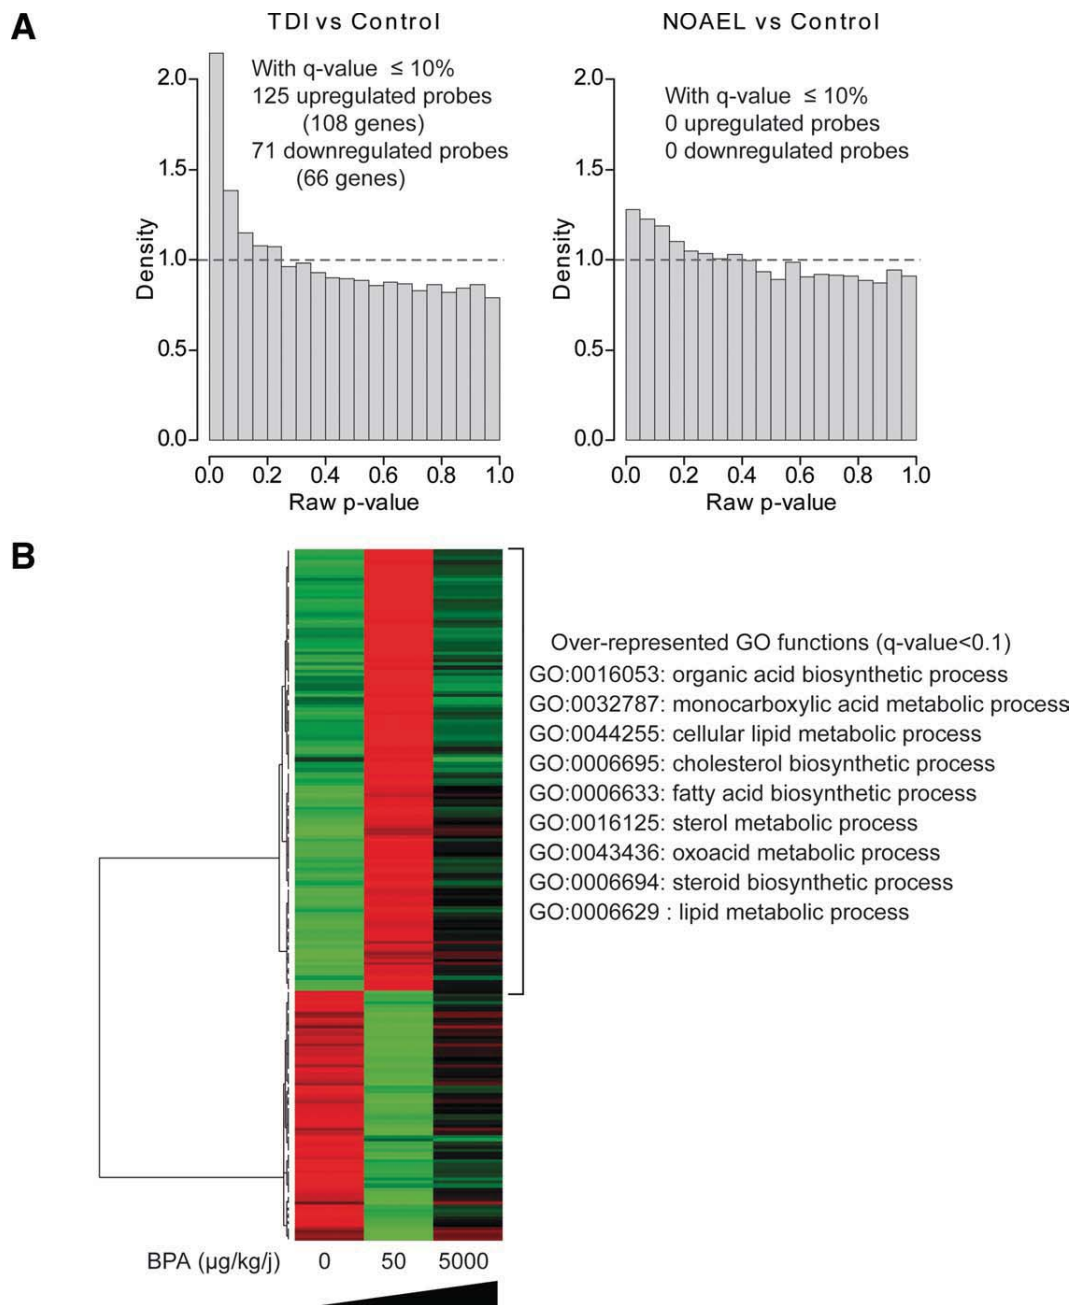 A
TDI vs Control
With q-value ≤ 10%
125 upregulated probes
(108 genes)
71 downregulated probes
(66 genes)
Density
2.0
1.5
1.0
0.5
0.0
0.0 0.2 0.4 0.6 0.8 1.0
Raw p-value
NOAEL vs Control
With q-value ≤ 10%
0 upregulated probes
0 downregulated probes
Density
2.0
1.5
1.0
0.5
0.0
0.0 0.2 0.4 0.6 0.8 1.0
Raw p-value
B
Over-represented GO functions (q-value<0.1)
GO:0016053: organic acid biosynthetic process
GO:0032787: monocarboxylic acid metabolic process
GO:0044255: cellular lipid metabolic process
GO:0006695: cholesterol biosynthetic process
GO:0006633: fatty acid biosynthetic process
GO:0016125: sterol metabolic process
GO:0043436: oxoacid metabolic process
GO:0006694: steroid biosynthetic process
GO:0006629 : lipid metabolic process
BPA (µg/kg/j) 0 50 5000